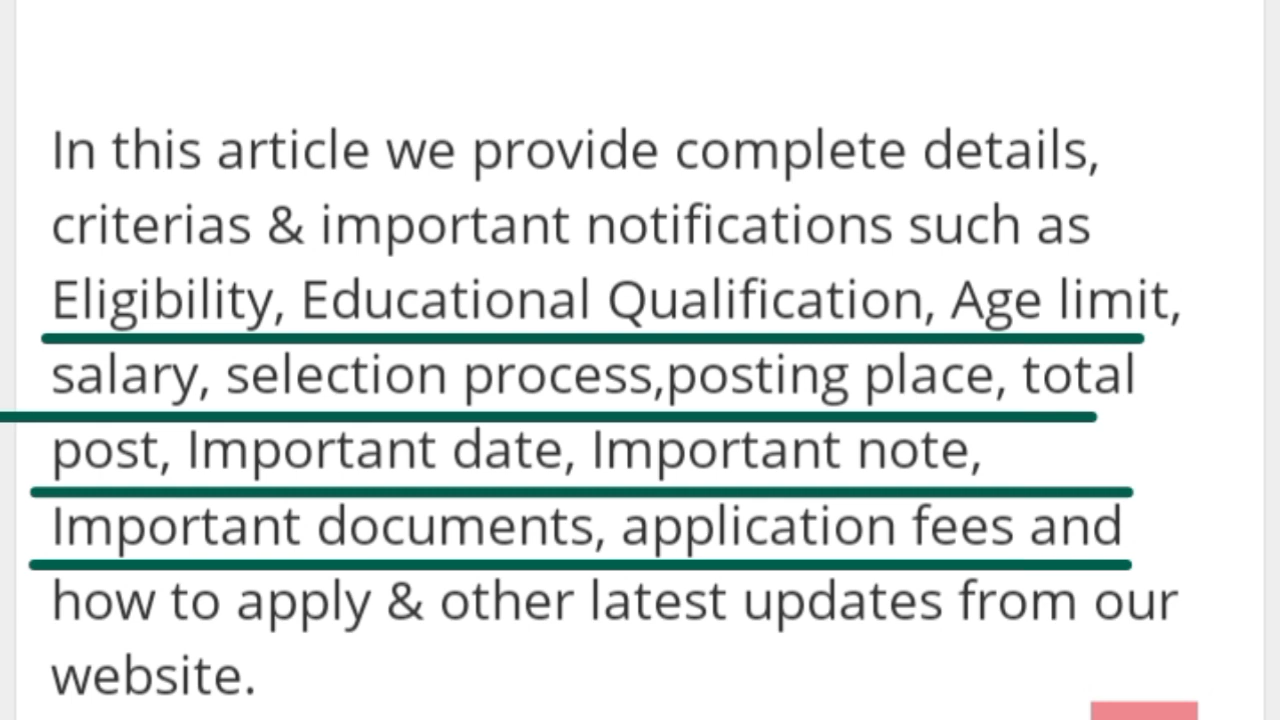 In this article we provide complete details,
criterias & important notifications such as
Eligibility, Educational Qualification, Age limit,
salary, selection process,posting place, total
post, Important date, Important note,
Important documents, application fees and
how to apply & other latest updates from our
website.